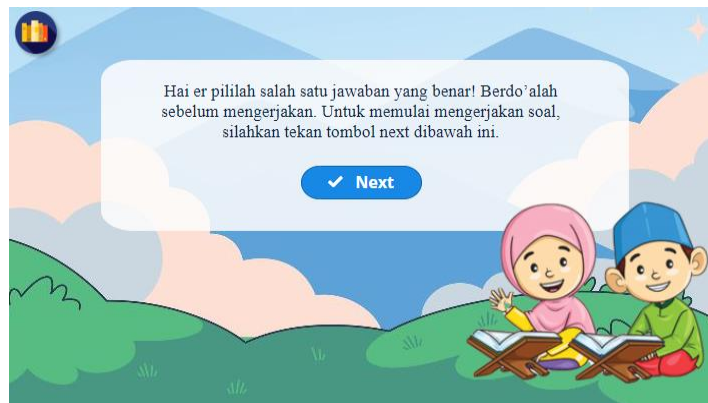 Hai er pililah salah satu jawaban yang benar! Berdo’alah
sebelum mengerjakan. Untuk memulai mengerjakan soal,
silahkan tekan tombol next dibawah ini.
Next